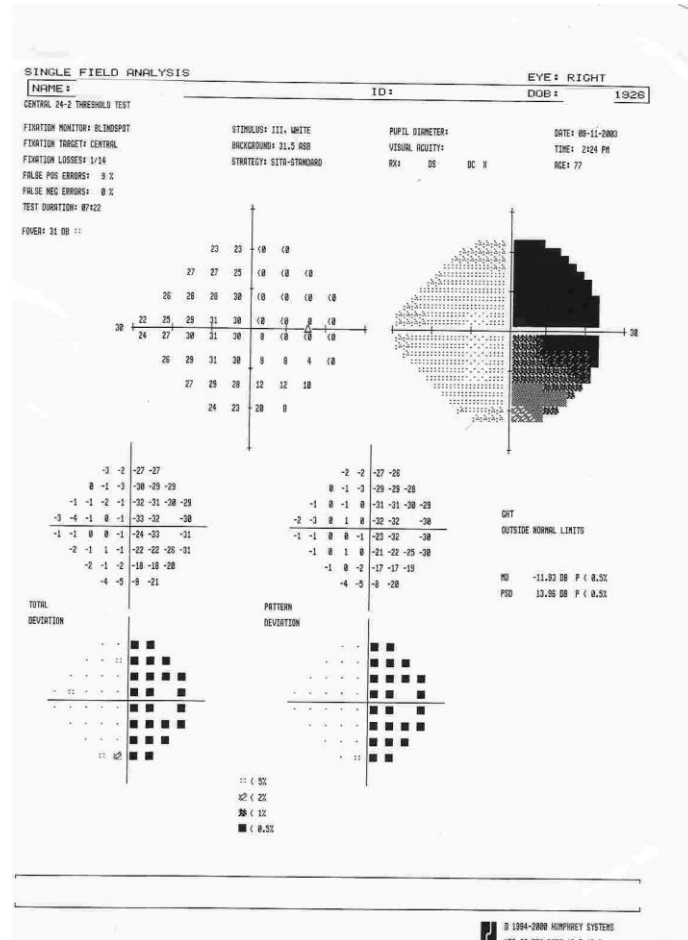 SINGLE FIELD ANALYSIS
EYE: RIGHT
NAME:
ID:
DOB: 1926
CENTRAL 24-2 THRESHOLD TEST
FIXATION MONITOR: BLINDSPOT
STIMULUS: III, WHITE
PUPIL DIAMETER:
DATE: 09-11-2003
FIXATION TARGET: CENTRAL
BACKGROUND: 31.5 ASB
VISUAL ACUITY:
TIME: 2:24 PM
FIXATION LOSSES: 1/14
STRATEGY: SITA-STANDARD
RX: DS DC X
AGE: 77
FALSE POS ERRORS: 9 %
FALSE NEG ERRORS: 0 %
TEST DURATION: 07:22
FOVEA: 31 DB ::
23 23 <0 <0
27 27 25 <0 <0 <0
26 28 28 30 <0 <0 <0 <0
22 25 29 31 30 <0 <0 0 <0
30
30
24 27 30 31 30 8 <0 <0 <0
26 29 31 30 9 9 4 <0
27 29 28 12 12 10
24 23 20 8
-3 -2 -27 -27
0 -1 -3 -30 -29 -29
-1 -1 -2 -1 -32 -31 -30 -29
-3 -4 -1 0 -1 -33 -32 -30
-1 -1 0 0 -1 -24 -33 -31
-2 -1 1 -1 -22 -22 -26 -31
-2 -1 -2 -18 -18 -20
-4 -5 -9 -21
TOTAL
DEVIATION
-2 -2 -27 -26
0 -1 -3 -29 -29 -28
-1 0 -1 0 -31 -31 -30 -29
-2 -3 0 1 0 -32 -32 -30
-1 -1 0 0 -1 -23 -32 -30
-1 0 1 0 -21 -22 -25 -30
-1 0 -2 -17 -17 -19
-4 -5 -8 -20
PATTERN
DEVIATION
GHT
OUTSIDE NORMAL LIMITS
MD -11.93 DB P < 0.5%
PSD 13.96 DB P < 0.5%
:: < 5%
< 2%
< 1%
< 0.5%
© 1994-2000 HUMPHREY SYSTEMS